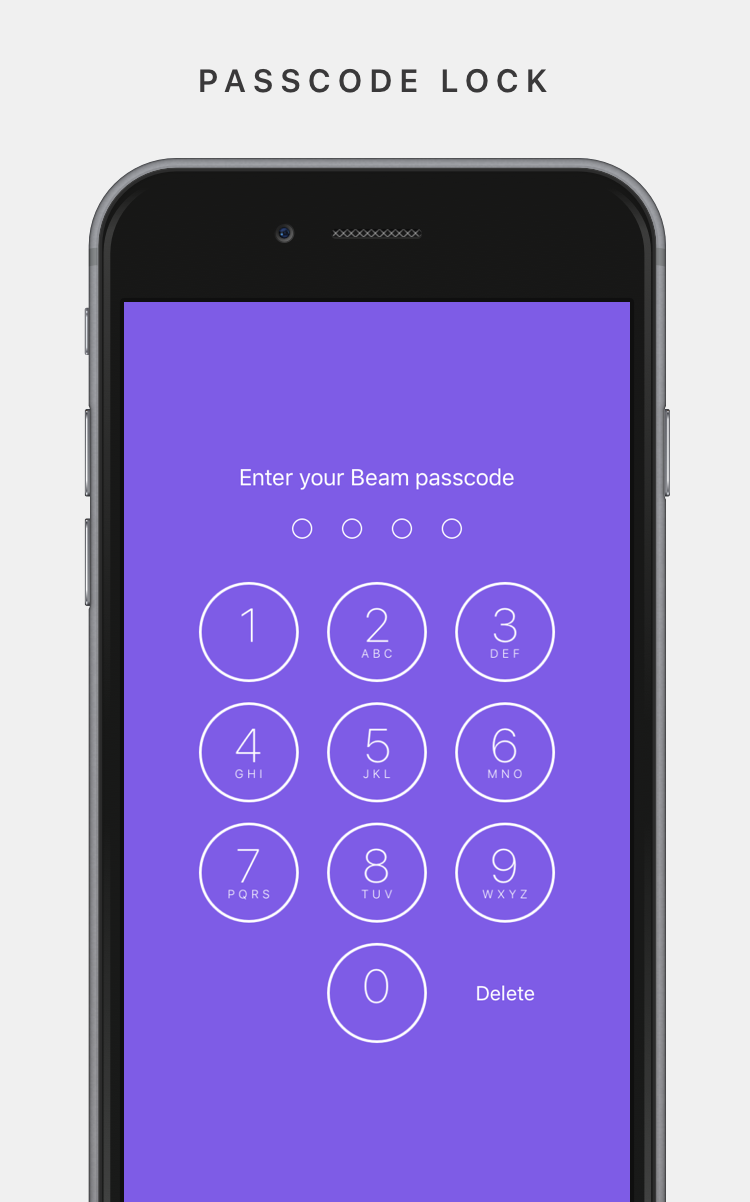 PASSCODE LOCK
Enter your Beam passcode
1 2 3
ABC DEF
4 5 6
GHI JKL MNO
7 8 9
PQRS TUV WXYZ
0 Delete